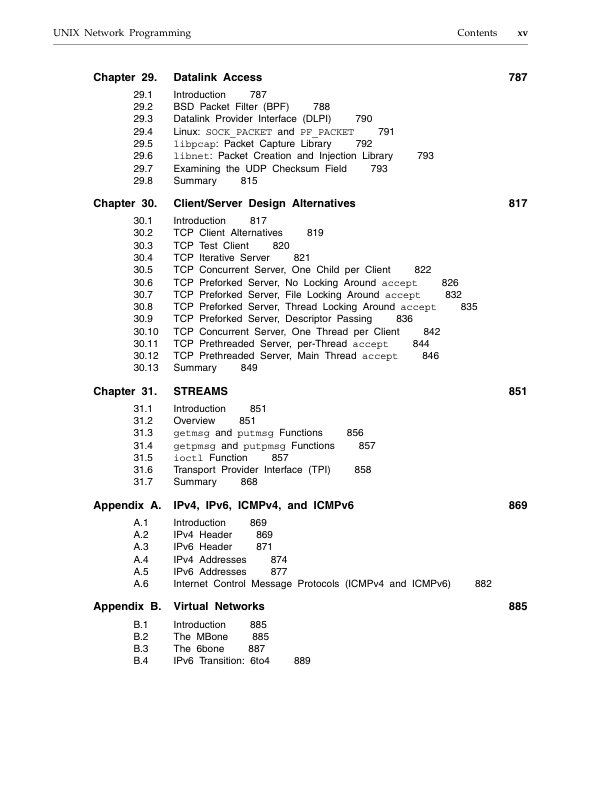 UNIX Network Programming Contents xv
Chapter 29. Datalink Access 787
29.1 Introduction 787
29.2 BSD Packet Filter (BPF) 788
29.3 Datalink Provider Interface (DLPI) 790
29.4 Linux: SOCK_PACKET and PF_PACKET 791
29.5 libpcap: Packet Capture Library 792
29.6 libnet: Packet Creation and Injection Library 793
29.7 Examining the UDP Checksum Field 793
29.8 Summary 815
Chapter 30. Client/Server Design Alternatives 817
30.1 Introduction 817
30.2 TCP Client Alternatives 819
30.3 TCP Test Client 820
30.4 TCP Iterative Server 821
30.5 TCP Concurrent Server, One Child per Client 822
30.6 TCP Preforked Server, No Locking Around accept 826
30.7 TCP Preforked Server, File Locking Around accept 832
30.8 TCP Preforked Server, Thread Locking Around accept 835
30.9 TCP Preforked Server, Descriptor Passing 836
30.10 TCP Concurrent Server, One Thread per Client 842
30.11 TCP Prethreaded Server, per-Thread accept 844
30.12 TCP Prethreaded Server, Main Thread accept 846
30.13 Summary 849
Chapter 31. STREAMS 851
31.1 Introduction 851
31.2 Overview 851
31.3 getmsg and putmsg Functions 856
31.4 getpmsg and putpmsg Functions 857
31.5 ioctl Function 857
31.6 Transport Provider Interface (TPI) 858
31.7 Summary 868
Appendix A. IPv4, IPv6, ICMPv4, and ICMPv6 869
A.1 Introduction 869
A.2 IPv4 Header 869
A.3 IPv6 Header 871
A.4 IPv4 Addresses 874
A.5 IPv6 Addresses 877
A.6 Internet Control Message Protocols (ICMPv4 and ICMPv6) 882
Appendix B. Virtual Networks 885
B.1 Introduction 885
B.2 The MBone 885
B.3 The 6bone 887
B.4 IPv6 Transition: 6to4 889